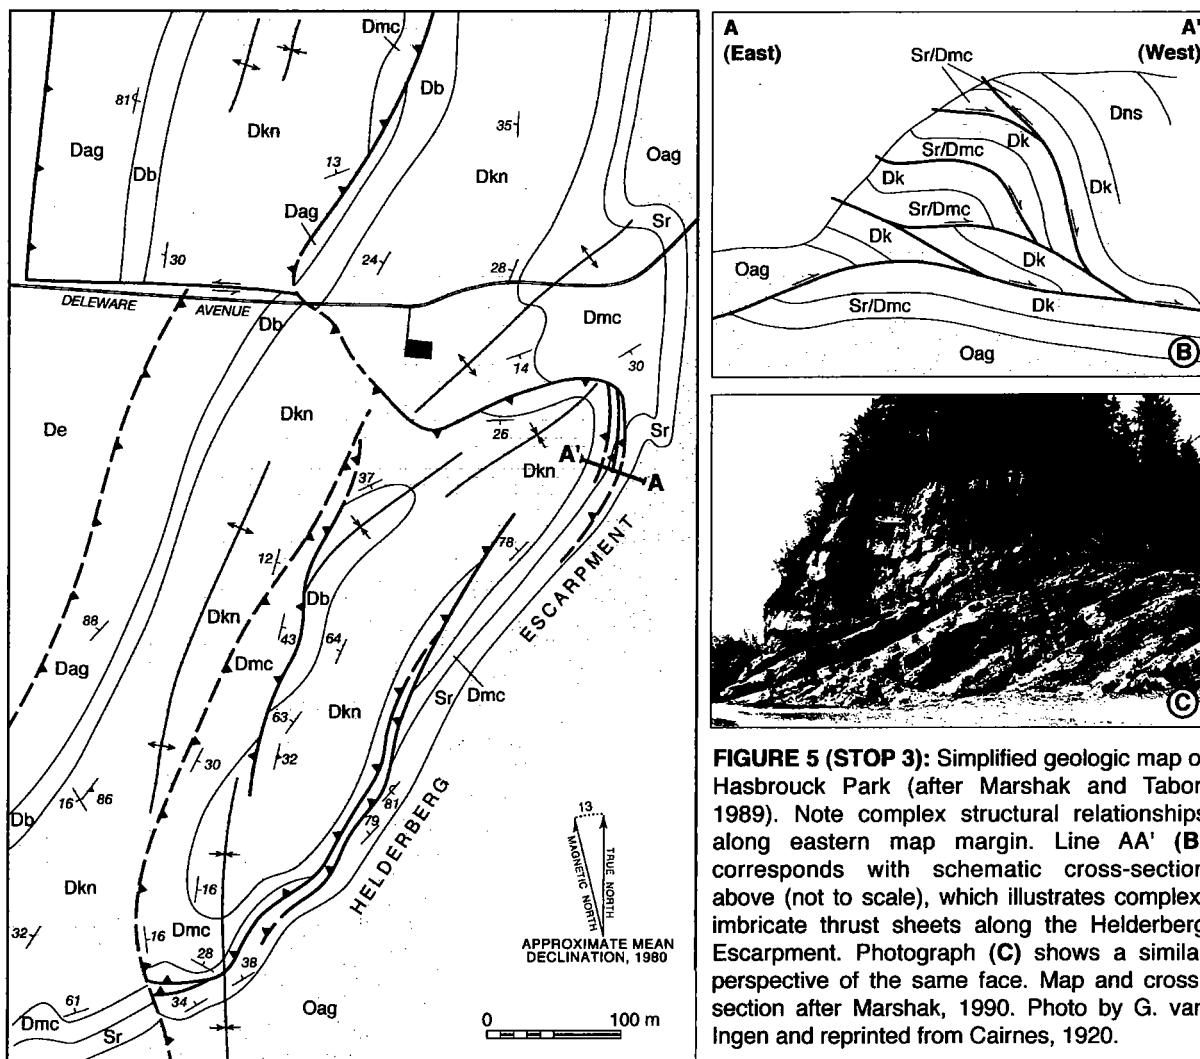 Dmc
Db
81
Dkn
35
Dag
Oag
Db
13
Dkn
Dag
Sr
30
24
28
DELEWARE AVENUE
Db
Dmc
14
30
De
Dkn
26
Sr
Dkn
A'
A
37
78
12
Dkn
Db
ESCARPMENT
88
43
64
Dag
Dmc
Dmc
Sr
Dkn
63
30
32
16
86
81
13
Db
79
HELDERBERG
MAGNETIC NORTH
TRUE NORTH
16
Dkn
APPROXIMATE MEAN
DECLINATION, 1980
32
16
Dmc
28
38
61
34
Oag
Dmc
Sr
0 100 m
A
(East)
A'
(West)
Sr/Dmc
Dns
Dk
Sr/Dmc
Dk
Dk
Sr/Dmc
Dk
Dk
Oag
Sr/Dmc
Dk
Oag
B
C
FIGURE 5 (STOP 3): Simplified geologic map o
Hasbrouck Park (after Marshak and Tabor
1989). Note complex structural relationships
along eastern map margin. Line AA' (B
corresponds with schematic cross-section
above (not to scale), which illustrates complex
imbricate thrust sheets along the Helderberg
Escarpment. Photograph (C) shows a simila
perspective of the same face. Map and cross
section after Marshak, 1990. Photo by G. van
Ingen and reprinted from Cairnes, 1920.